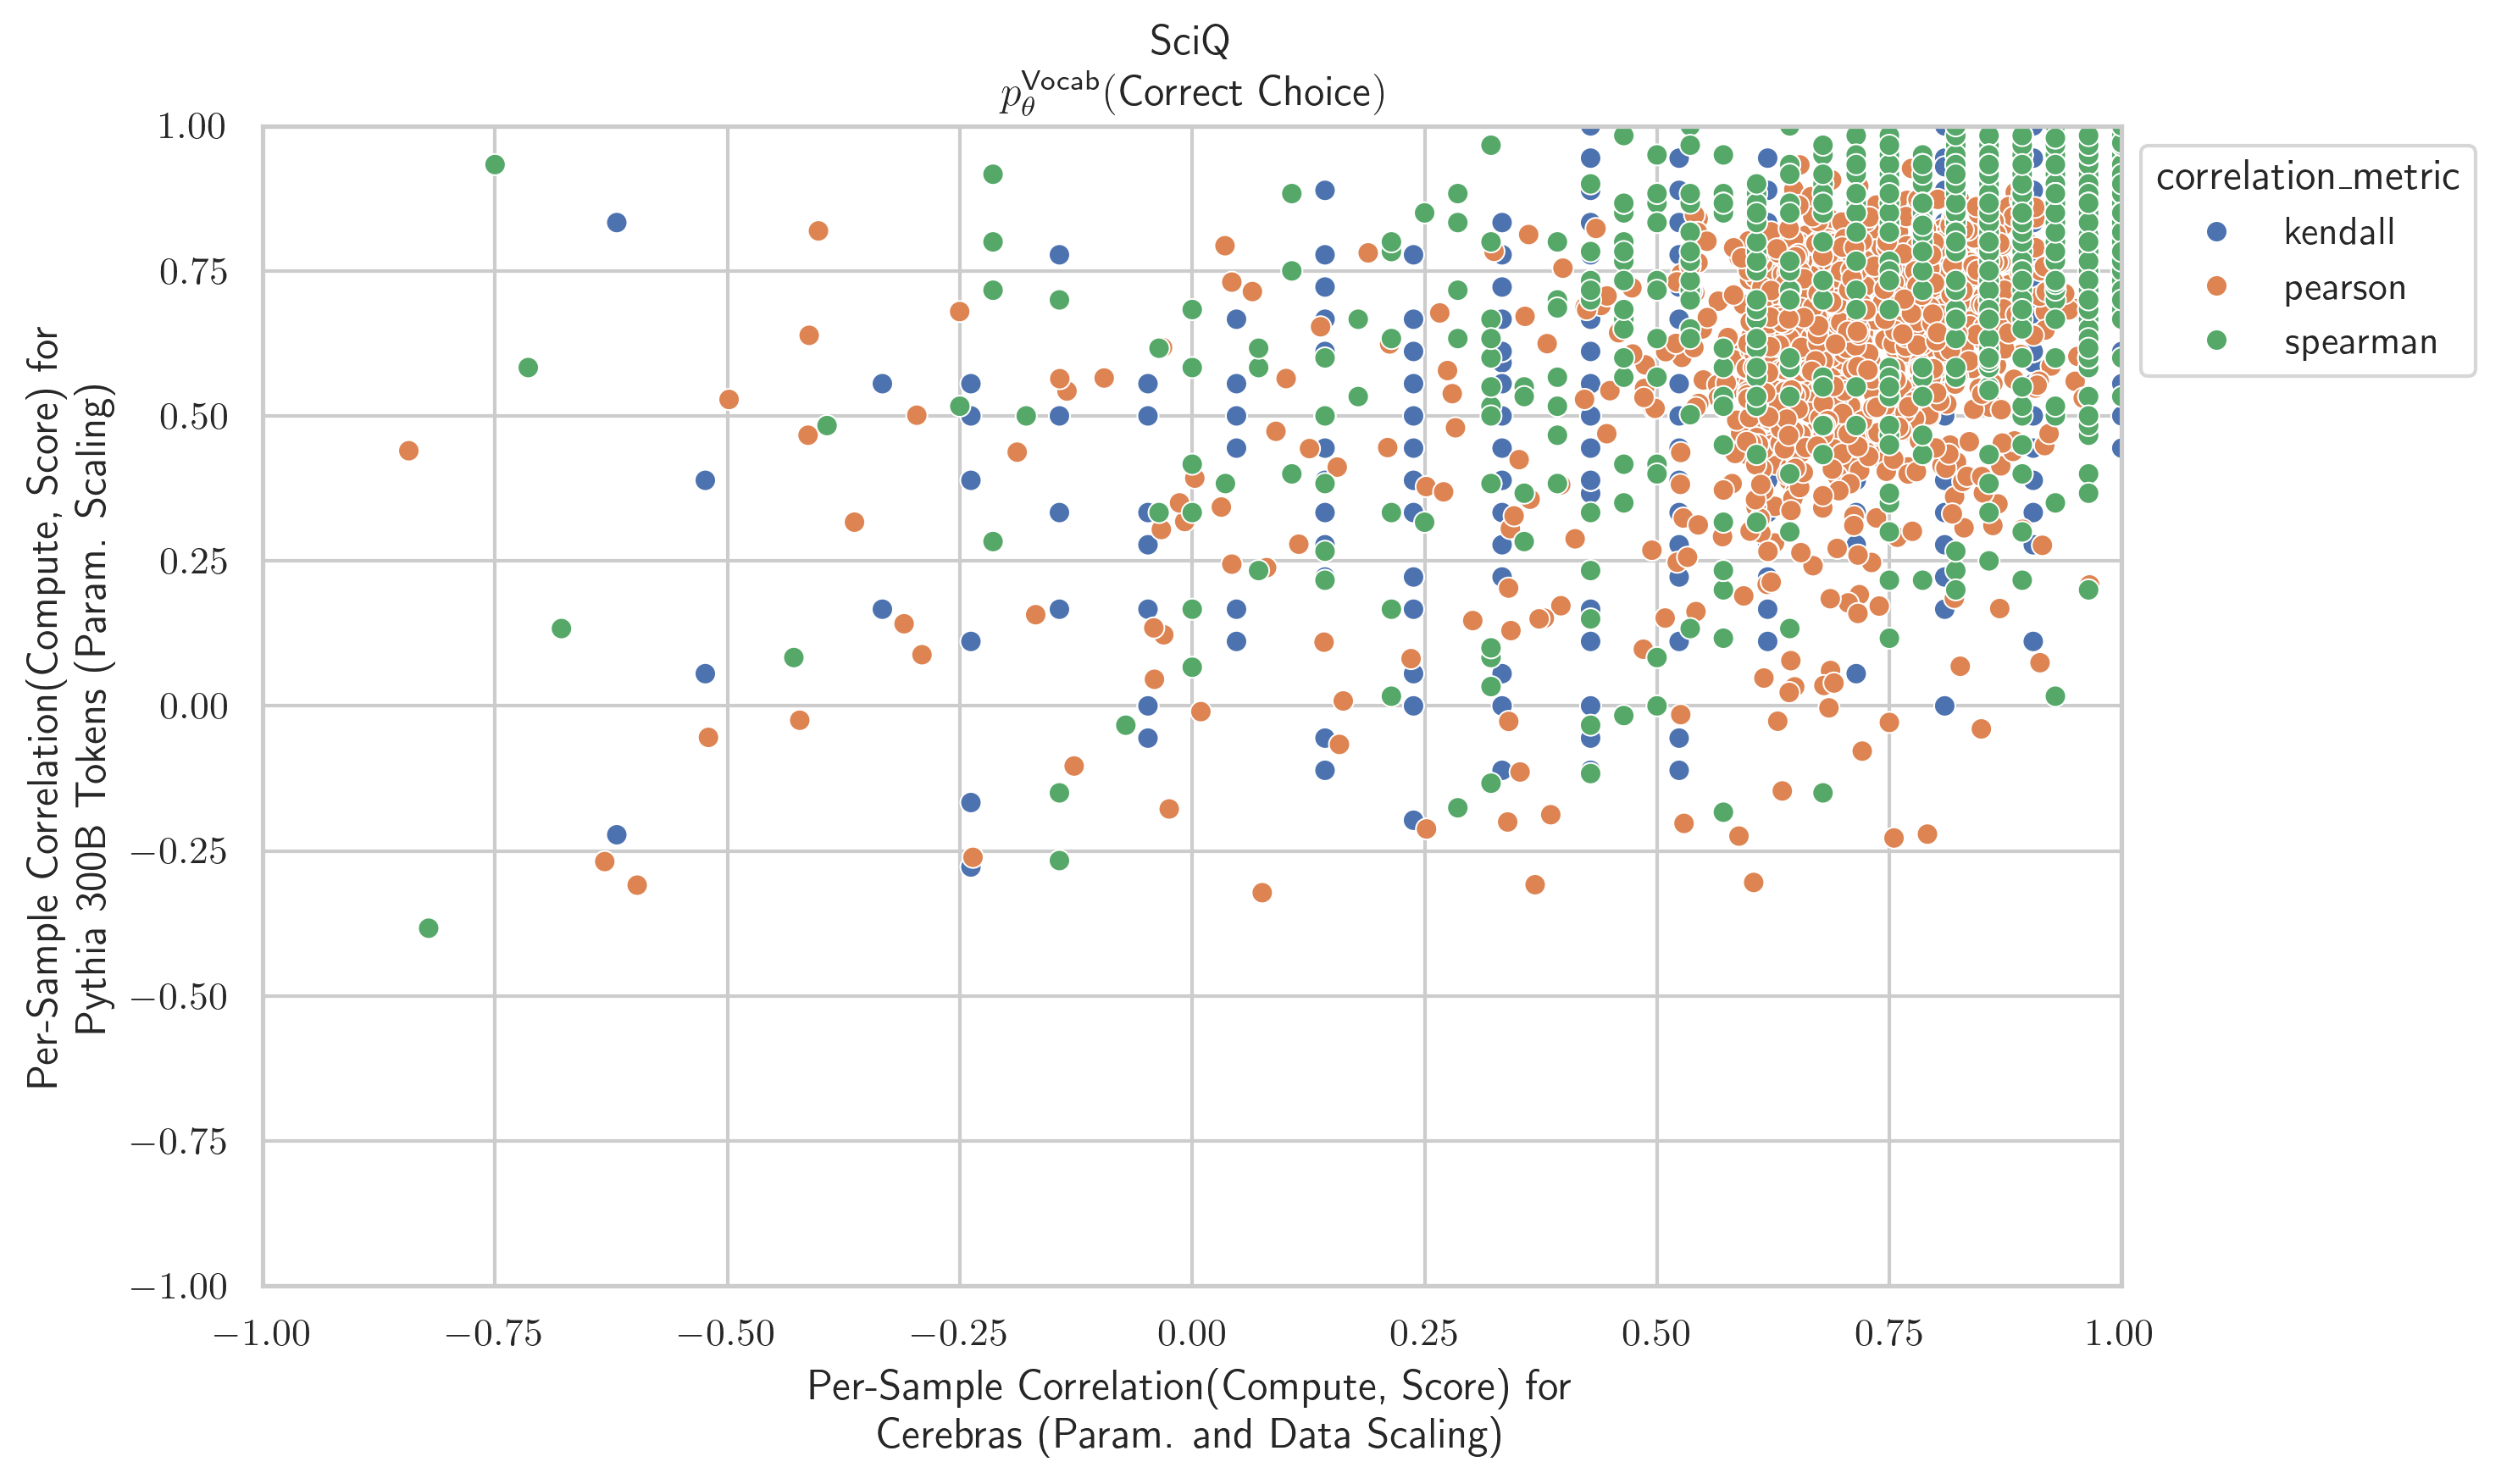 SciQ
p_θ^Vocab(Correct Choice)
Per-Sample Correlation(Compute, Score) for
Pythia 300B Tokens (Param. Scaling)
1.00
0.75
0.50
0.25
0.00
−0.25
−0.50
−0.75
−1.00
−1.00 −0.75 −0.50 −0.25 0.00 0.25 0.50 0.75 1.00
Per-Sample Correlation(Compute, Score) for
Cerebras (Param. and Data Scaling)
correlation_metric
kendall
pearson
spearman